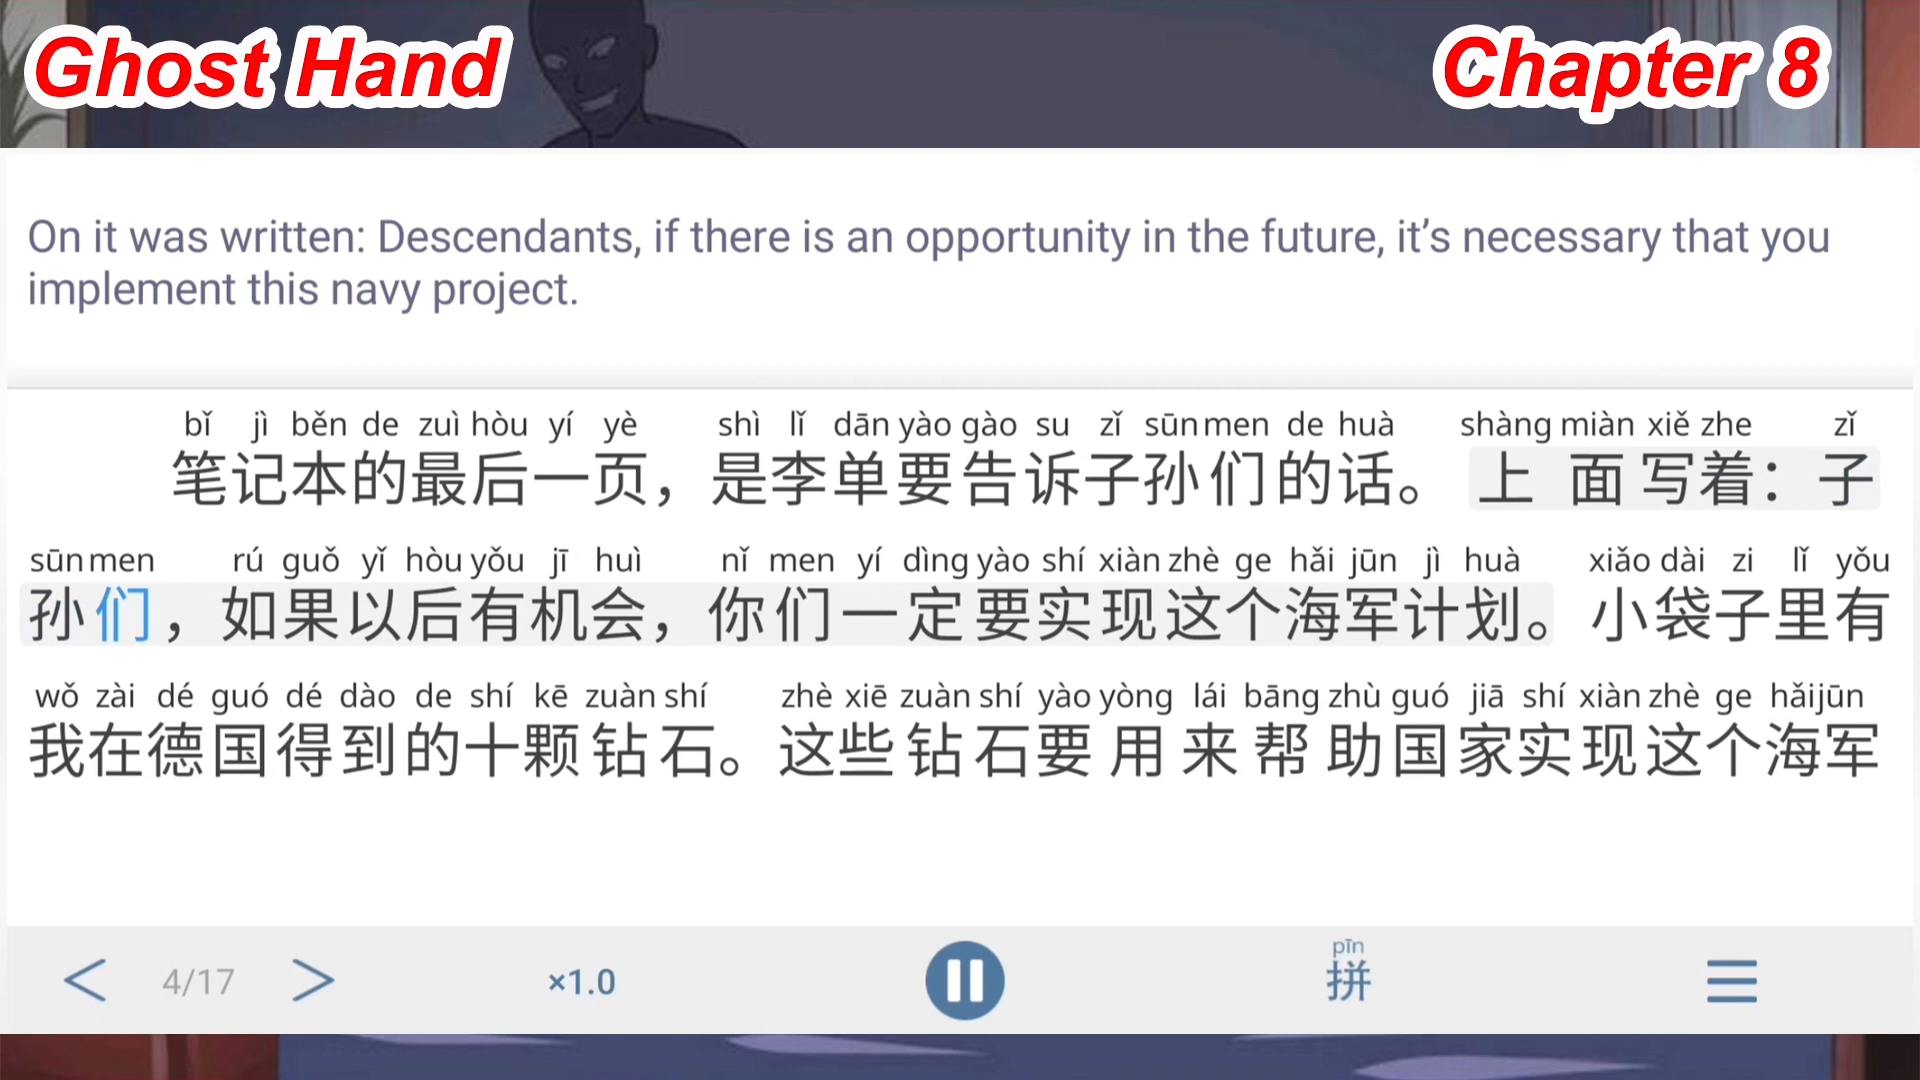 Ghost Hand
Chapter 8
On it was written: Descendants, if there is an opportunity in the future, it’s necessary that you
implement this navy project.
bǐ jì běn de zuì hòu yí yè shì lǐ dān yào gào su zǐ sūn men de huà shàng miàn xiě zhe zǐ
笔记本的最后一页，是李单要告诉子孙们的话。上面写着：子
sūn men rú guǒ yǐ hòu yǒu jī huì nǐ men yí dìng yào shí xiàn zhè ge hǎi jūn jì huà xiǎo dài zi lǐ yǒu
孙们，如果以后有机会，你们一定要实现这个海军计划。小袋子里有
wǒ zài dé guó dé dào de shí kē zuàn shí zhè xiē zuàn shí yào yòng lái bāng zhù guó jiā shí xiàn zhè ge hǎi jūn
我在德国得到的十颗钻石。这些钻石要用来帮助国家实现这个海军
< 4/17 > ×1.0
pīn
拼